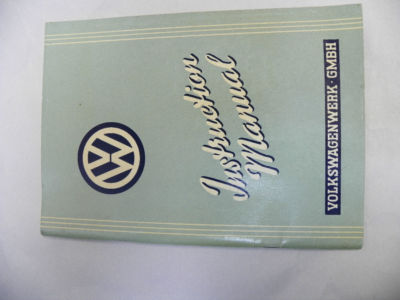 VW
Instruction
Manual
VOLKSWAGENWERK · GMBH